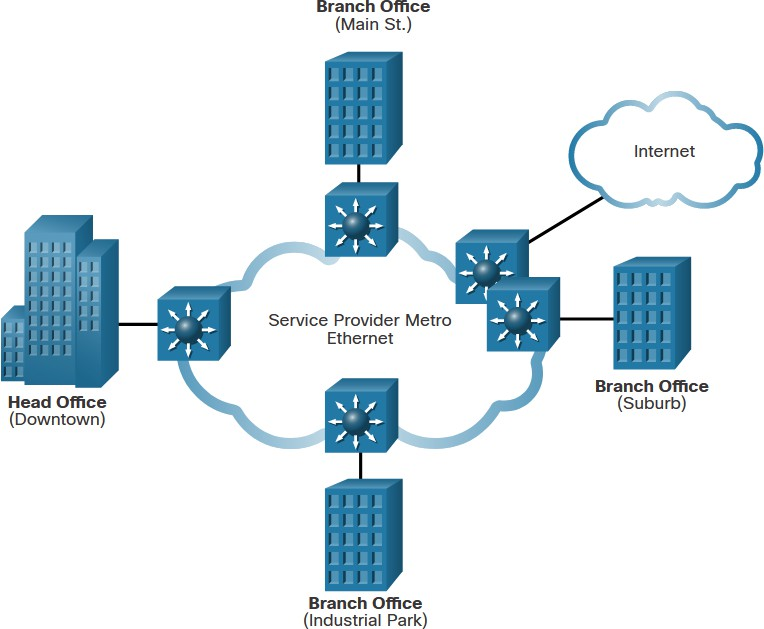 Branch Office
(Main St.)
Internet
Service Provider Metro
Ethernet
Head Office
(Downtown)
Branch Office
(Suburb)
Branch Office
(Industrial Park)